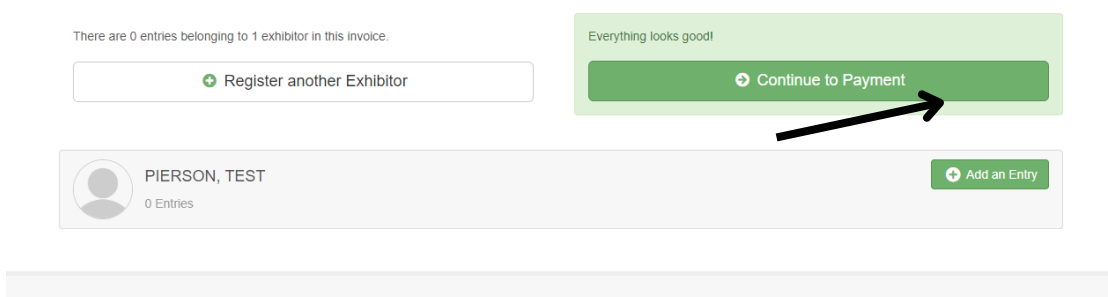 There are 0 entries belonging to 1 exhibitor in this invoice.
Register another Exhibitor
Everything looks good!
Continue to Payment
PIERSON, TEST
0 Entries
Add an Entry